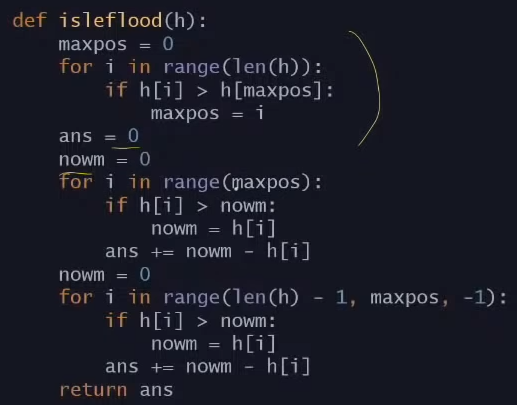 def isleflood(h):
    maxpos = 0
    for i in range(len(h)):
        if h[i] > h[maxpos]:
            maxpos = i
    ans = 0
    nowm = 0
    for i in range(maxpos):
        if h[i] > nowm:
            nowm = h[i]
        ans += nowm - h[i]
    nowm = 0
    for i in range(len(h) - 1, maxpos, -1):
        if h[i] > nowm:
            nowm = h[i]
        ans += nowm - h[i]
    return ans